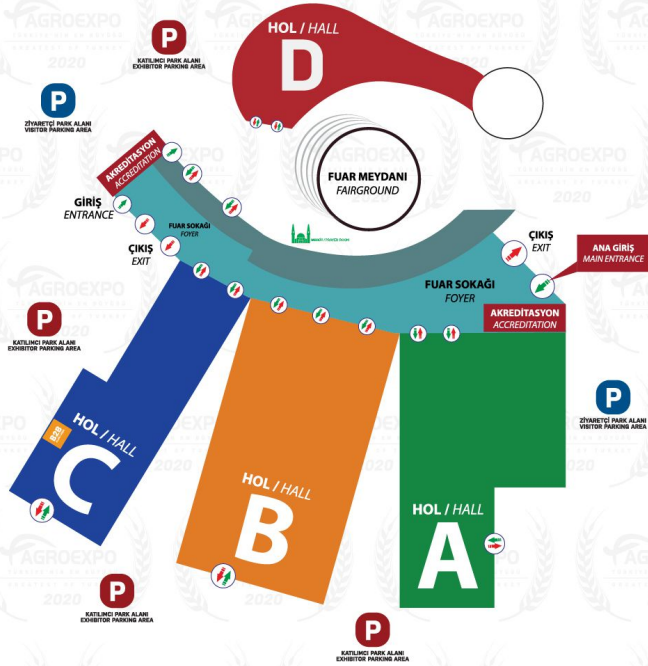 P
KATILIMCI PARK ALANI
EXHIBITOR PARKING AREA
HOL / HALL
D
P
ZİYARETÇİ PARK ALANI
VISITOR PARKING AREA
AKREDİTASYON
ACCREDITATION
FUAR MEYDANI
FAIRGROUND
GİRİŞ
ENTRANCE
FUAR SOKAĞI
FOYER
ÇIKIŞ
EXIT
ÇIKIŞ
EXIT
ANA GİRİŞ
MAIN ENTRANCE
FUAR SOKAĞI
FOYER
AKREDİTASYON
ACCREDITATION
P
KATILIMCI PARK ALANI
EXHIBITOR PARKING AREA
P
ZİYARETÇİ PARK ALANI
VISITOR PARKING AREA
B2B
HOL / HALL
C
HOL / HALL
B
HOL / HALL
A
P
KATILIMCI PARK ALANI
EXHIBITOR PARKING AREA
P
KATILIMCI PARK ALANI
EXHIBITOR PARKING AREA
AGROEXPO
2020